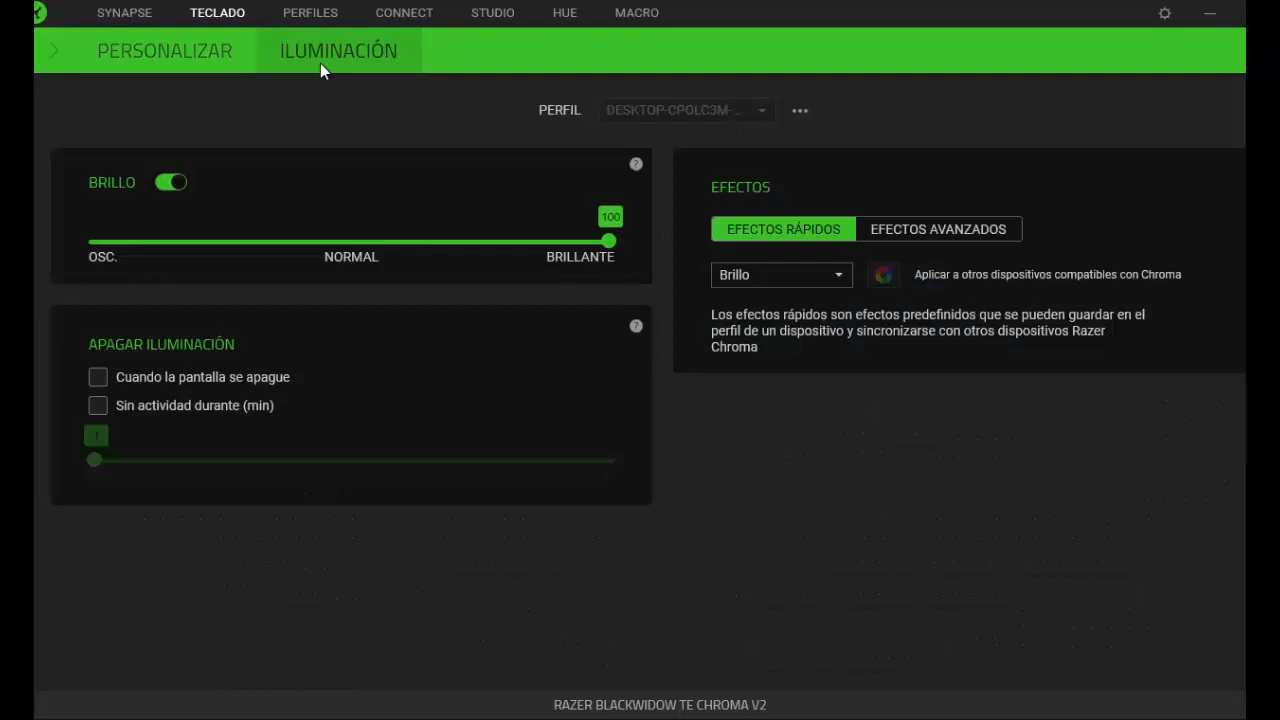 SYNAPSE TECLADO PERFILES CONNECT STUDIO HUE MACRO
PERSONALIZAR ILUMINACIÓN
PERFIL DESKTOP-CPOLC3M-...
BRILLO
100
OSC. NORMAL BRILLANTE
APAGAR ILUMINACIÓN
Cuando la pantalla se apague
Sin actividad durante (min)
1
EFECTOS
EFECTOS RÁPIDOS EFECTOS AVANZADOS
Brillo Aplicar a otros dispositivos compatibles con Chroma
Los efectos rápidos son efectos predefinidos que se pueden guardar en el
perfil de un dispositivo y sincronizarse con otros dispositivos Razer
Chroma
RAZER BLACKWIDOW TE CHROMA V2